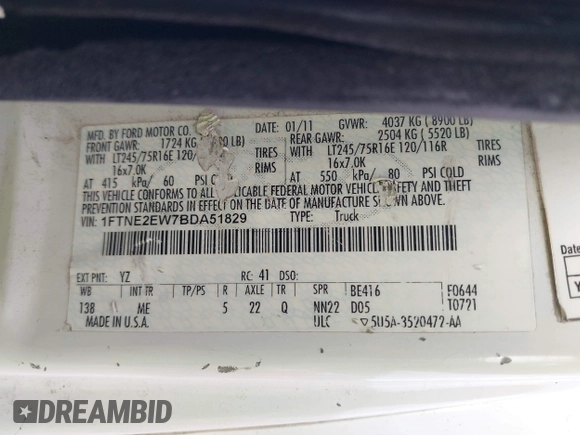 MFD. BY FORD MOTOR CO.
DATE: 01/11 GVWR: 4037 KG ( 8900 LB)
FRONT GAWR: 1724 KG LB) REAR GAWR: 2504 KG ( 5520 LB)
WITH LT245/75R16E 120/ TIRES WITH LT245/75R16E 120/116R TIRES
16x7.0K RIMS 16x7.0K RIMS
AT 415 kPa/ 60 PSI COLD AT 550 kPa/ 80 PSI COLD
THIS VEHICLE CONFORMS TO ALL APPLICABLE FEDERAL MOTOR VEHICLE SAFETY AND THEFT
PREVENTION STANDARDS IN EFFECT ON THE DATE OF MANUFACTURE SHOWN ABOVE.
VIN: 1FTNE2EW7BDA51829 TYPE: Truck
EXT PNT: YZ RC: 41 DSO:
WB INT TR TP/PS R AXLE TR SPR BE416 F0644
138 ME 5 22 Q NN22 D05 T0721
MADE IN U.S.A. ULC 5U5A-3520472-AA
Date
Y
DREAMBID